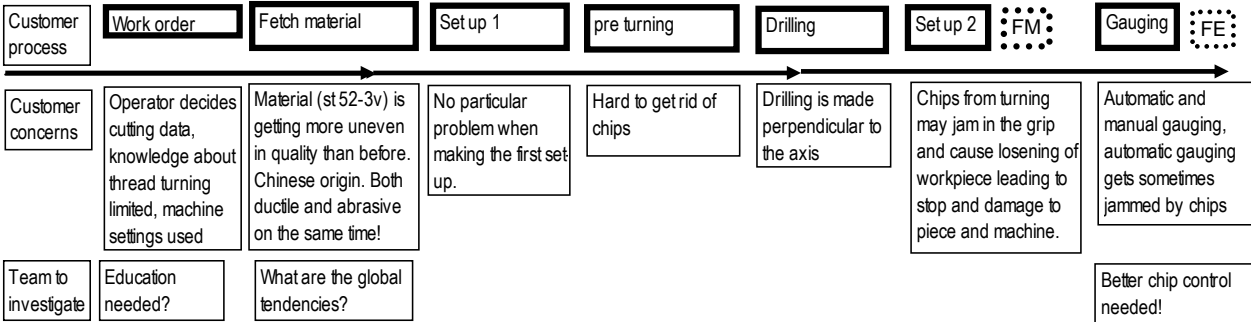 Customer
process
Work order
Fetch material
Set up 1
pre turning
Drilling
Set up 2
FM
Gauging
FE
Customer
concerns
Operator decides
cutting data,
knowledge about
thread turning
limited, machine
settings used
Material (st 52-3v) is
getting more uneven
in quality than before.
Chinese origin. Both
ductile and abrasive
on the same time!
No particular
problem when
making the first set-
up.
Hard to get rid of
chips
Drilling is made
perpendicular to
the axis
Chips from turning
may jam in the grip
and cause losening of
workpiece leading to
stop and damage to
piece and machine.
Automatic and
manual gauging,
automatic gauging
gets sometimes
jammed by chips
Team to
investigate
Education
needed?
What are the global
tendencies?
Better chip control
needed!